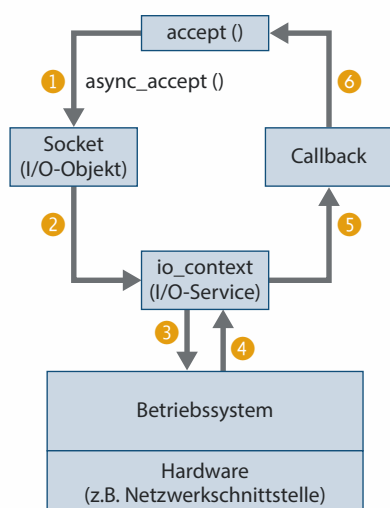 accept ()
1
async_accept ()
6
Socket
(I/O-Objekt)
Callback
2
5
io_context
(I/O-Service)
3
4
Betriebssystem
Hardware
(z.B. Netzwerkschnittstelle)